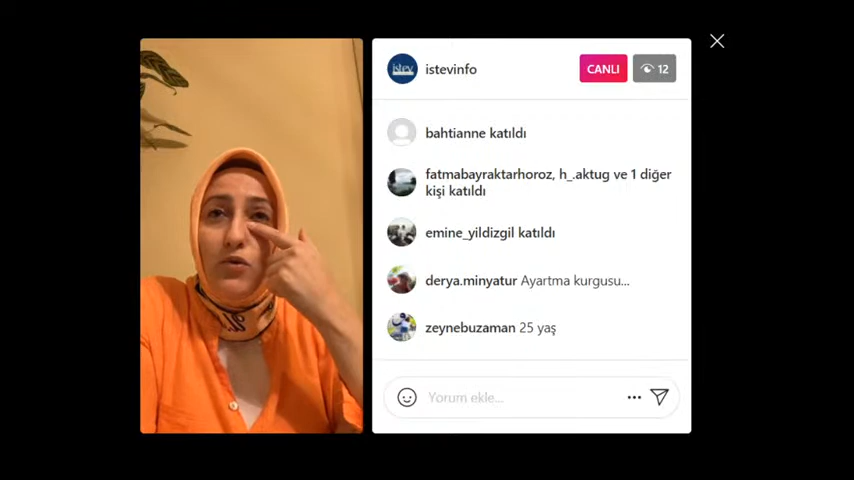 istev
istevinfo
CANLI
12
bahtianne katıldı
fatmabayraktarhoroz, h_.aktug ve 1 diğer
kişi katıldı
emine_yildizgil katıldı
derya.minyatur Ayartma kurgusu...
zeynebuzaman 25 yaş
Yorum ekle...